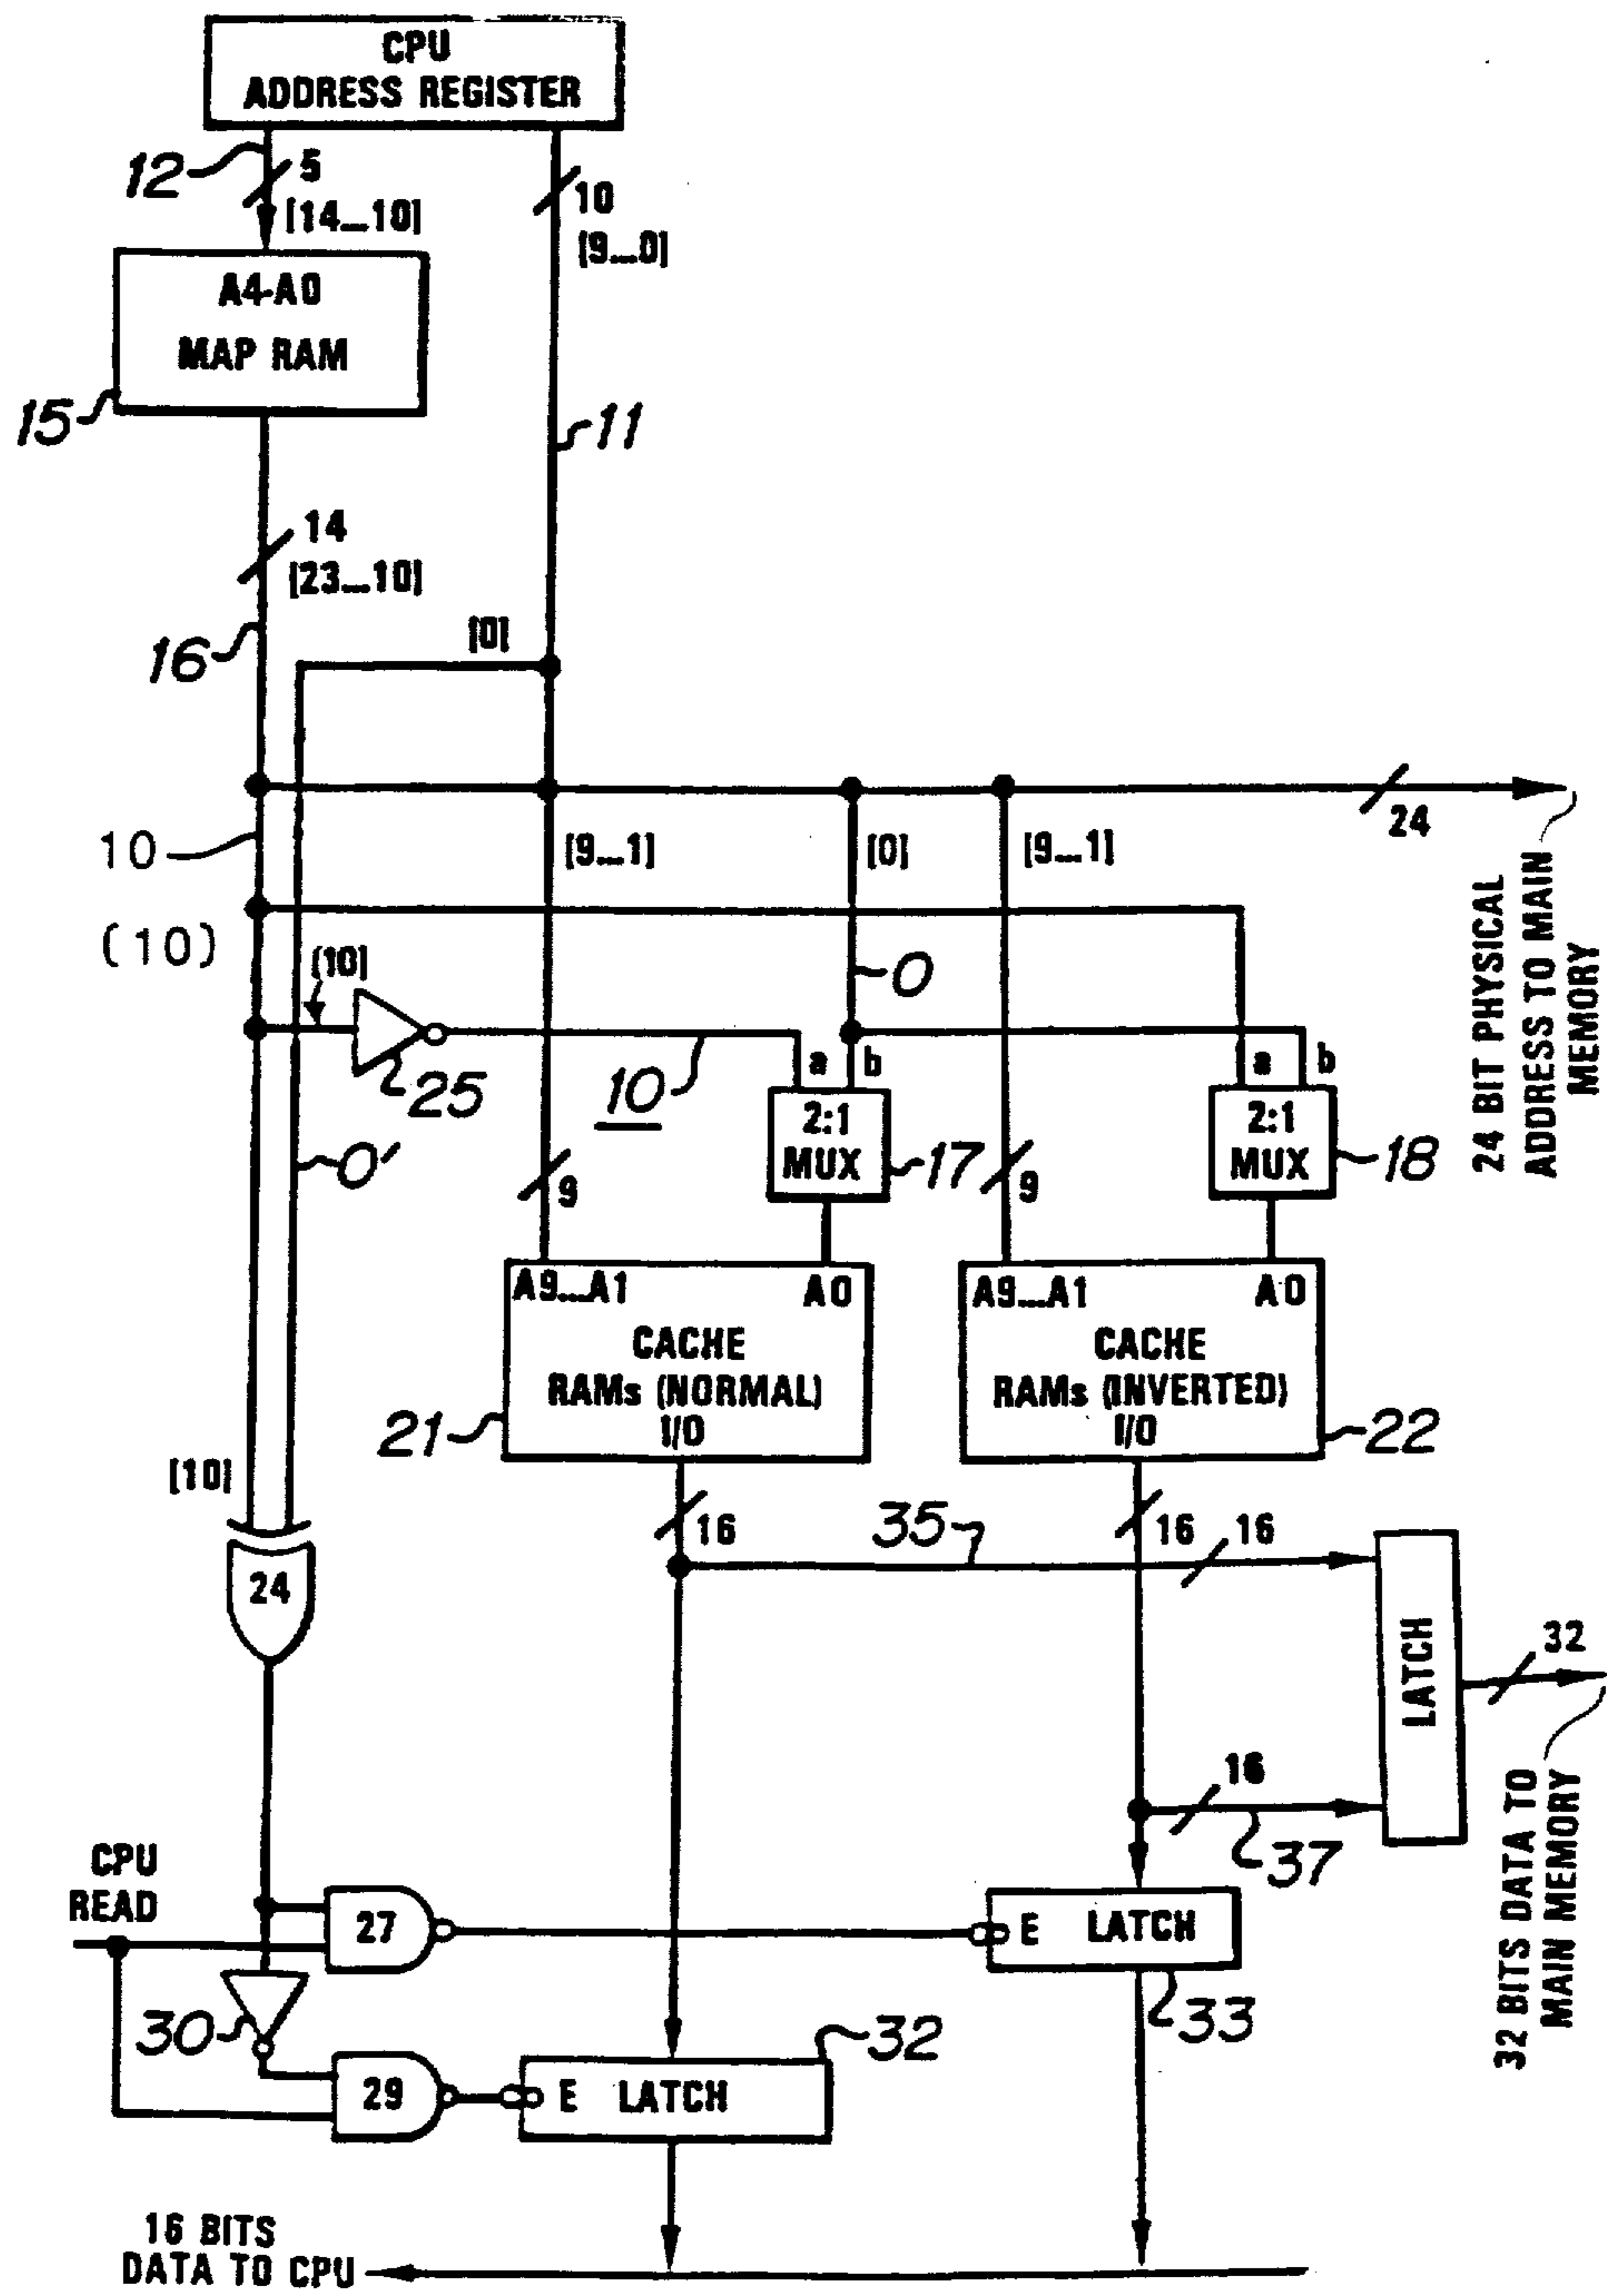 CPU
ADDRESS REGISTER
12
5
[14...10]
10
[9...0]
A4-A0
MAP RAM
15
11
14
[23...10]
16
[0]
24
10
[9...1]
[0]
[9...1]
(10)
[10]
0
25
10
a
b
a
b
2:1
MUX
17
2:1
MUX
18
0'
9
9
24 BIT PHYSICAL
ADDRESS TO MAIN
MEMORY
A9...A1
A0
CACHE
RAMs (NORMAL)
I/O
21
A9...A1
A0
CACHE
RAMs (INVERTED)
I/O
22
[10]
16
35
16
16
24
LATCH
32
16
37
32 BITS DATA TO
MAIN MEMORY
CPU
READ
27
E LATCH
33
30
29
E LATCH
32
16 BITS
DATA TO CPU